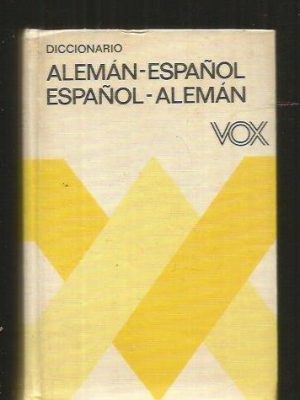 DICCIONARIO
ALEMÁN-ESPAÑOL
ESPAÑOL-ALEMÁN
VOX